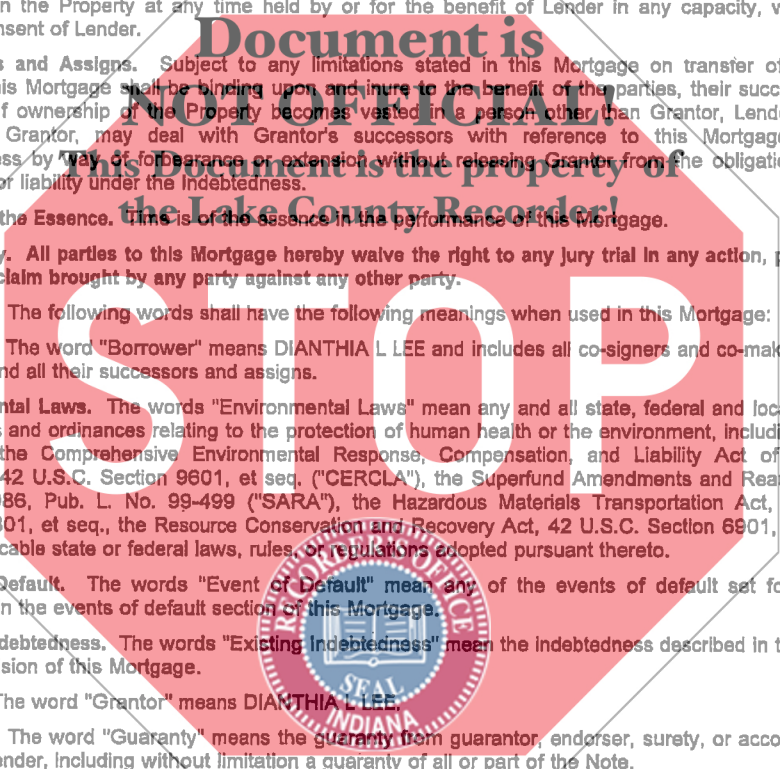 n the Property at any time held by or for the benefit of Lender in any capacity, v
nsent of Lender.
Document is
s and Assigns. Subject to any limitations stated in this Mortgage on transfer of
his Mortgage shall be binding upon and inure to the benefit of the parties, their succ
NOT OFFICIAL!
f ownership of the Property becomes vested in a person other than Grantor, Lende
Grantor, may deal with Grantor's successors with reference to this Mortgage
ess by way of forbearance or extension without releasing Grantor from the obligatio
This Document is the property of
or liability under the Indebtedness.
the Lake County Recorder!
the Essence. Time is of the essence in the performance of this Mortgage.
y. All parties to this Mortgage hereby waive the right to any jury trial in any action, p
claim brought by any party against any other party.
STOP
The following words shall have the following meanings when used in this Mortgage:
The word "Borrower" means DIANTHIA L LEE and includes all co-signers and co-mak
nd all their successors and assigns.
ntal Laws. The words "Environmental Laws" mean any and all state, federal and loca
s and ordinances relating to the protection of human health or the environment, includi
the Comprehensive Environmental Response, Compensation, and Liability Act of
42 U.S.C. Section 9601, et seq. ("CERCLA"), the Superfund Amendments and Rea
986, Pub. L. No. 99-499 ("SARA"), the Hazardous Materials Transportation Act,
801, et seq., the Resource Conservation and Recovery Act, 42 U.S.C. Section 6901,
cable state or federal laws, rules, or regulations adopted pursuant thereto.
Default. The words "Event of Default" mean any of the events of default set fo
n the events of default section of this Mortgage.
debtedness. The words "Existing Indebtedness" mean the indebtedness described in t
sion of this Mortgage.
RECORDER'S OFFICE
SEAL
INDIANA
The word "Grantor" means DIANTHIA L LEE.
The word "Guaranty" means the guaranty from guarantor, endorser, surety, or acco
ender, including without limitation a guaranty of all or part of the Note.